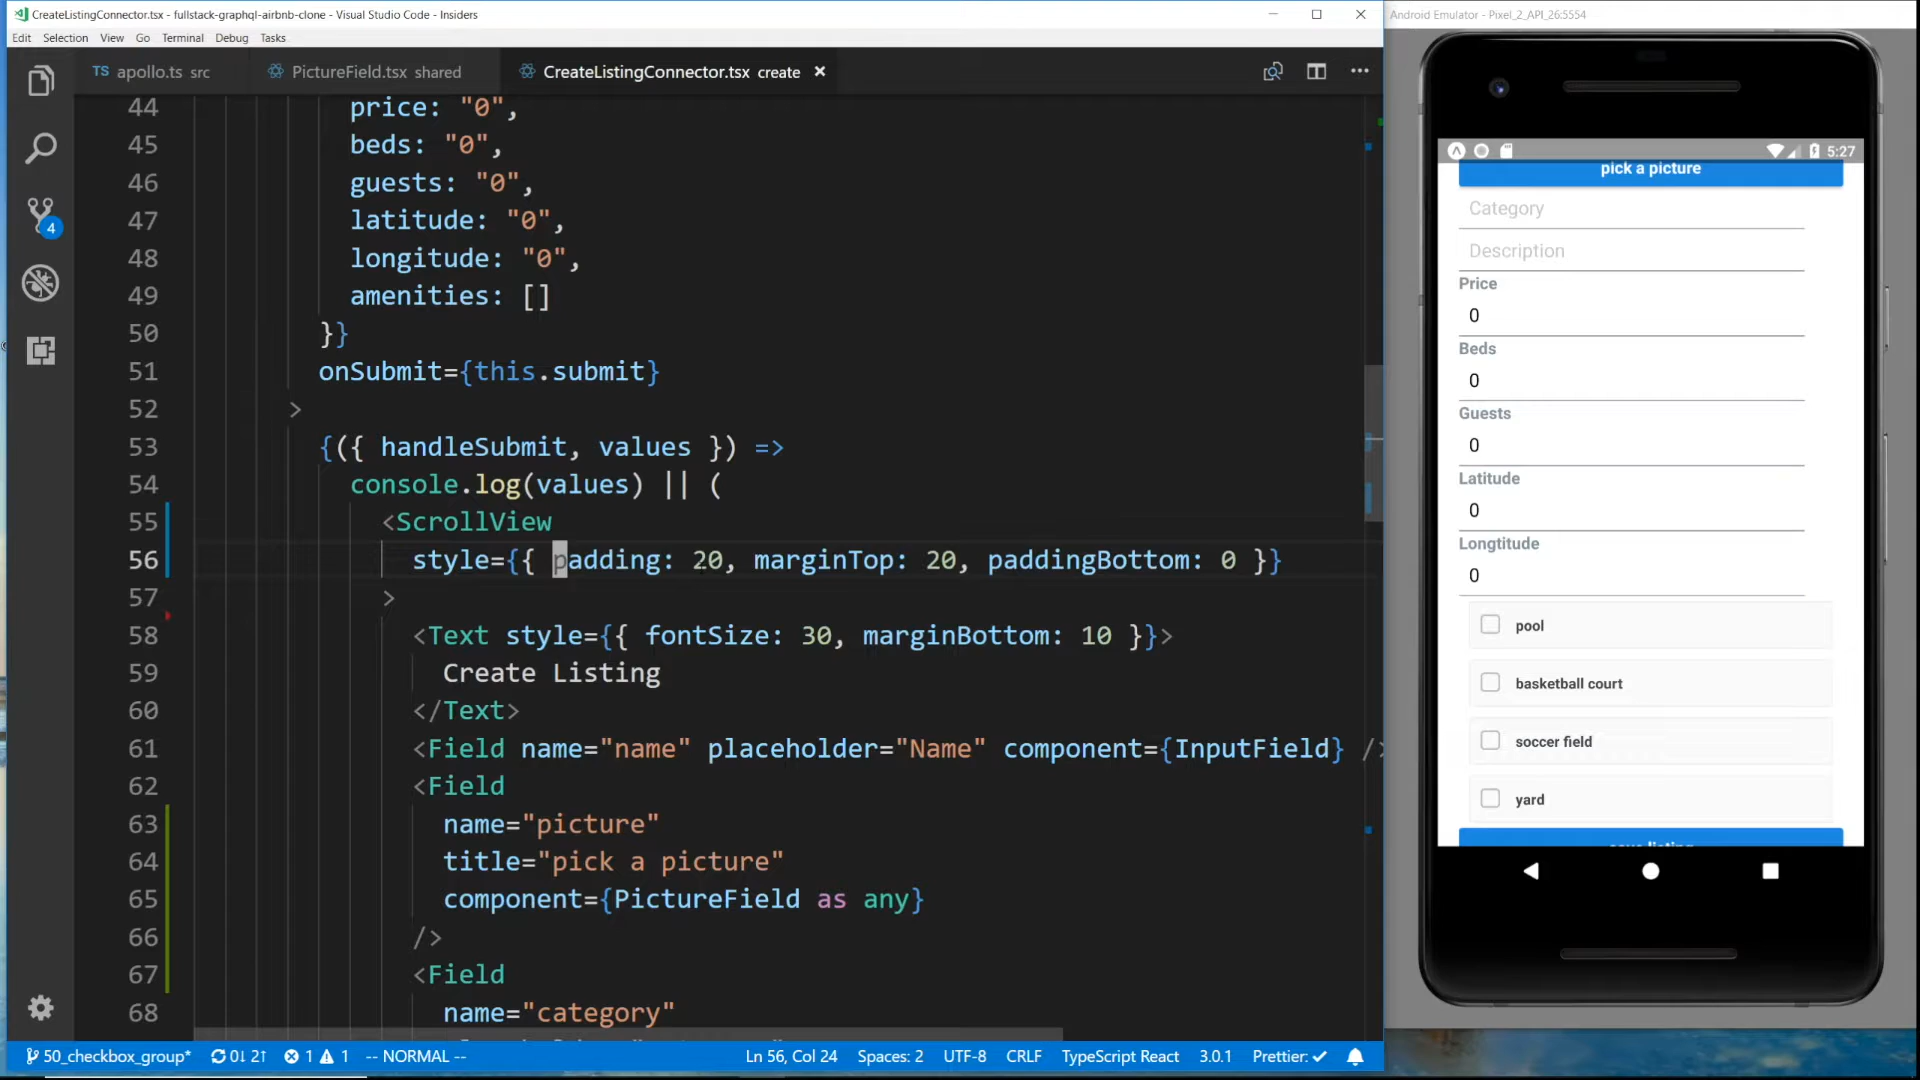 CreateListingConnector.tsx - fullstack-graphql-airbnb-clone - Visual Studio Code - Insiders
Edit Selection View Go Terminal Debug Tasks
TS apollo.ts src
PictureField.tsx shared
CreateListingConnector.tsx create
44 price: "0",
45 beds: "0",
46 guests: "0",
47 latitude: "0",
48 longitude: "0",
49 amenities: []
50 }}
51 onSubmit={this.submit}
52 >
53 {({ handleSubmit, values }) =>
54 console.log(values) || (
55 <ScrollView
56 style={{ padding: 20, marginTop: 20, paddingBottom: 0 }}
57 >
58 <Text style={{ fontSize: 30, marginBottom: 10 }}>
59 Create Listing
60 </Text>
61 <Field name="name" placeholder="Name" component={InputField} />
62 <Field
63 name="picture"
64 title="pick a picture"
65 component={PictureField as any}
66 />
67 <Field
68 name="category"
4
50_checkbox_group* 0↓ 2↑ 1 1 -- NORMAL -- Ln 56, Col 24 Spaces: 2 UTF-8 CRLF TypeScript React 3.0.1 Prettier: ✓
Android Emulator - Pixel_2_API_26:5554
5:27
pick a picture
Category
Description
Price
0
Beds
0
Guests
0
Latitude
0
Longtitude
0
pool
basketball court
soccer field
yard
save listing